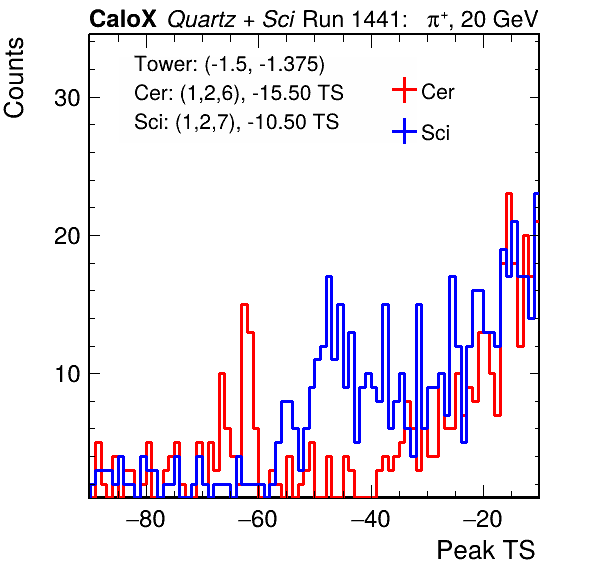 CaloX Quartz + Sci Run 1441: π⁺, 20 GeV
Counts
Tower: (-1.5, -1.375)
Cer: (1,2,6), -15.50 TS
Sci: (1,2,7), -10.50 TS
Cer
Sci
30
20
10
−80 −60 −40 −20
Peak TS